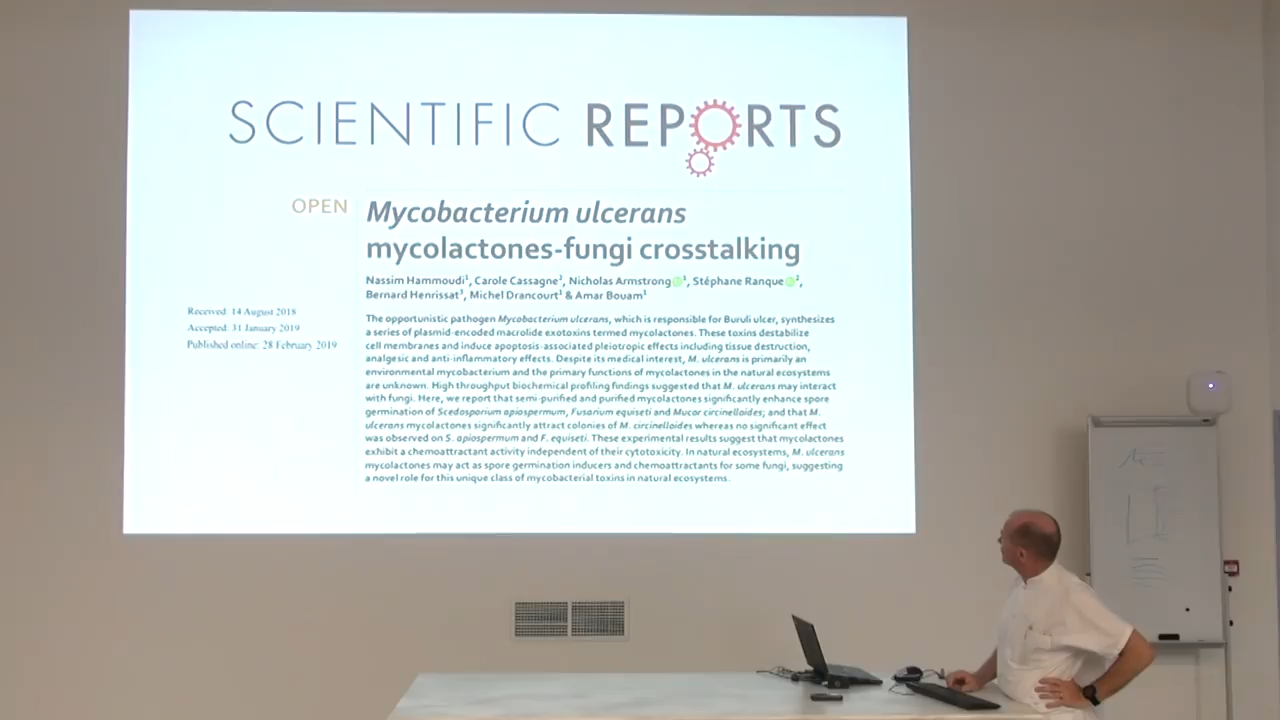 SCIENTIFIC REPORTS
OPEN
Mycobacterium ulcerans
mycolactones-fungi crosstalking
Nassim Hammoudi¹, Carole Cassagne², Nicholas Armstrong¹, Stéphane Ranque²,
Bernard Henrissat³, Michel Drancourt¹ & Amar Bouam¹
Received: 14 August 2018
Accepted: 31 January 2019
Published online: 28 February 2019
The opportunistic pathogen Mycobacterium ulcerans, which is responsible for Buruli ulcer, synthesizes
a series of plasmid-encoded macrolide exotoxins termed mycolactones. These toxins destabilize
cell membranes and induce apoptosis-associated pleiotropic effects including tissue destruction,
analgesic and anti-inflammatory effects. Despite its medical interest, M. ulcerans is primarily an
environmental mycobacterium and the primary functions of mycolactones in the natural ecosystems
are unknown. High throughput biochemical profiling findings suggested that M. ulcerans may interact
with fungi. Here, we report that semi-purified and purified mycolactones significantly enhance spore
germination of Scedosporium apiospermum, Fusarium equiseti and Mucor circinelloides; and that M.
ulcerans mycolactones significantly attract colonies of M. circinelloides whereas no significant effect
was observed on S. apiospermum and F. equiseti. These experimental results suggest that mycolactones
exhibit a chemoattractant activity independent of their cytotoxicity. In natural ecosystems, M. ulcerans
mycolactones may act as spore germination inducers and chemoattractants for some fungi, suggesting
a novel role for this unique class of mycobacterial toxins in natural ecosystems.